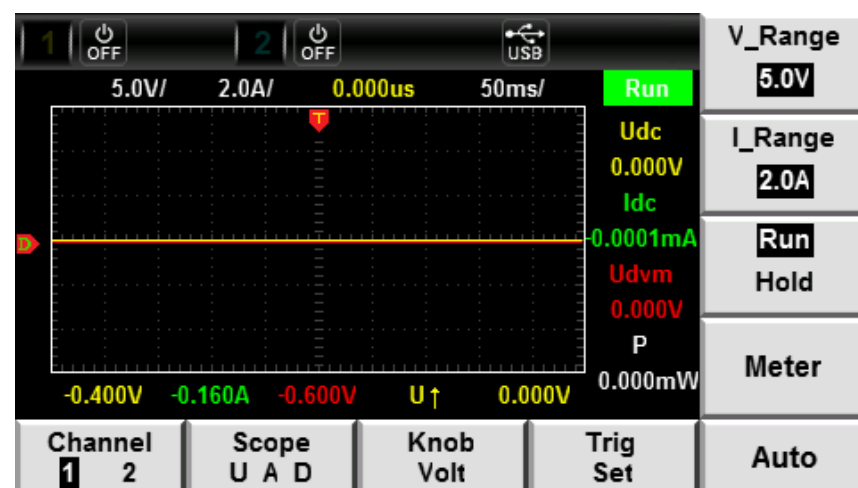 1 OFF 2 OFF USB
5.0V/ 2.0A/ 0.000us 50ms/ Run
T
Udc
0.000V
Idc
-0.0001mA
D
Udvm
0.000V
P
0.000mW
-0.400V -0.160A -0.600V U↑ 0.000V
V_Range
5.0V
I_Range
2.0A
Run
Hold
Meter
Auto
Channel
1 2
Scope
U A D
Knob
Volt
Trig
Set